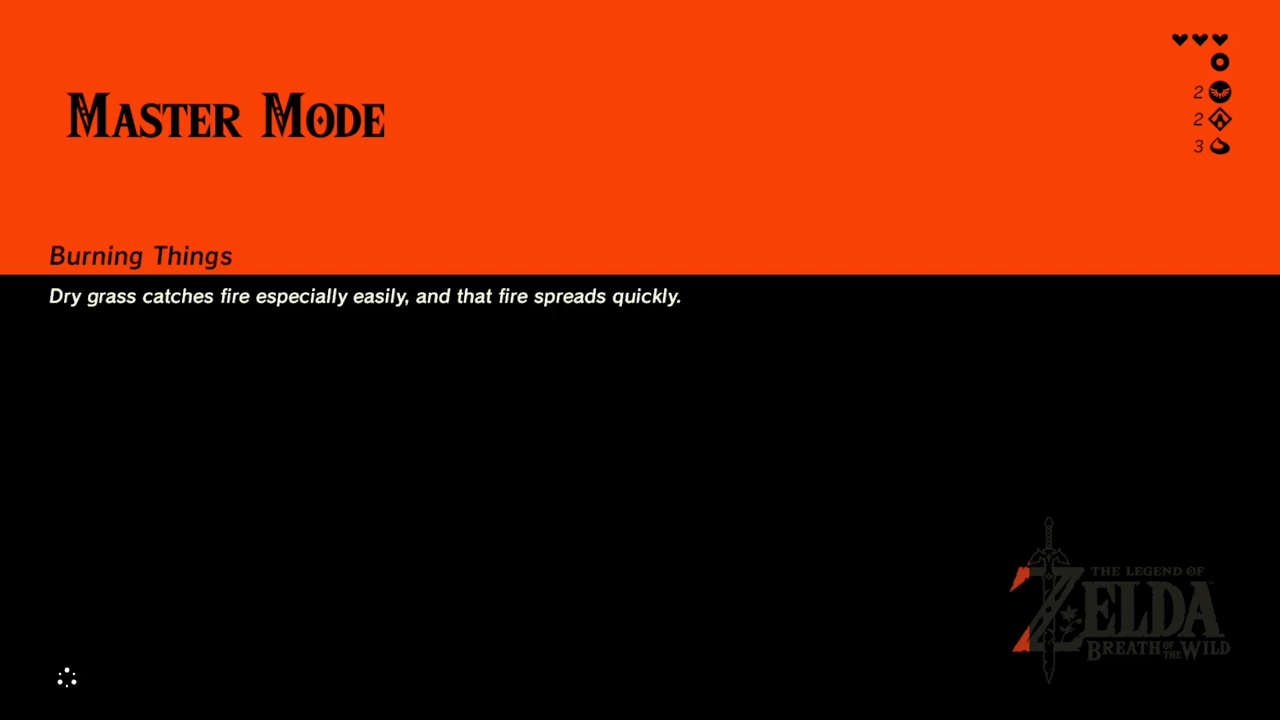 MASTER MODE
2
2
3
Burning Things
Dry grass catches fire especially easily, and that fire spreads quickly.
THE LEGEND OF
ZELDA
BREATH OF THE WILD